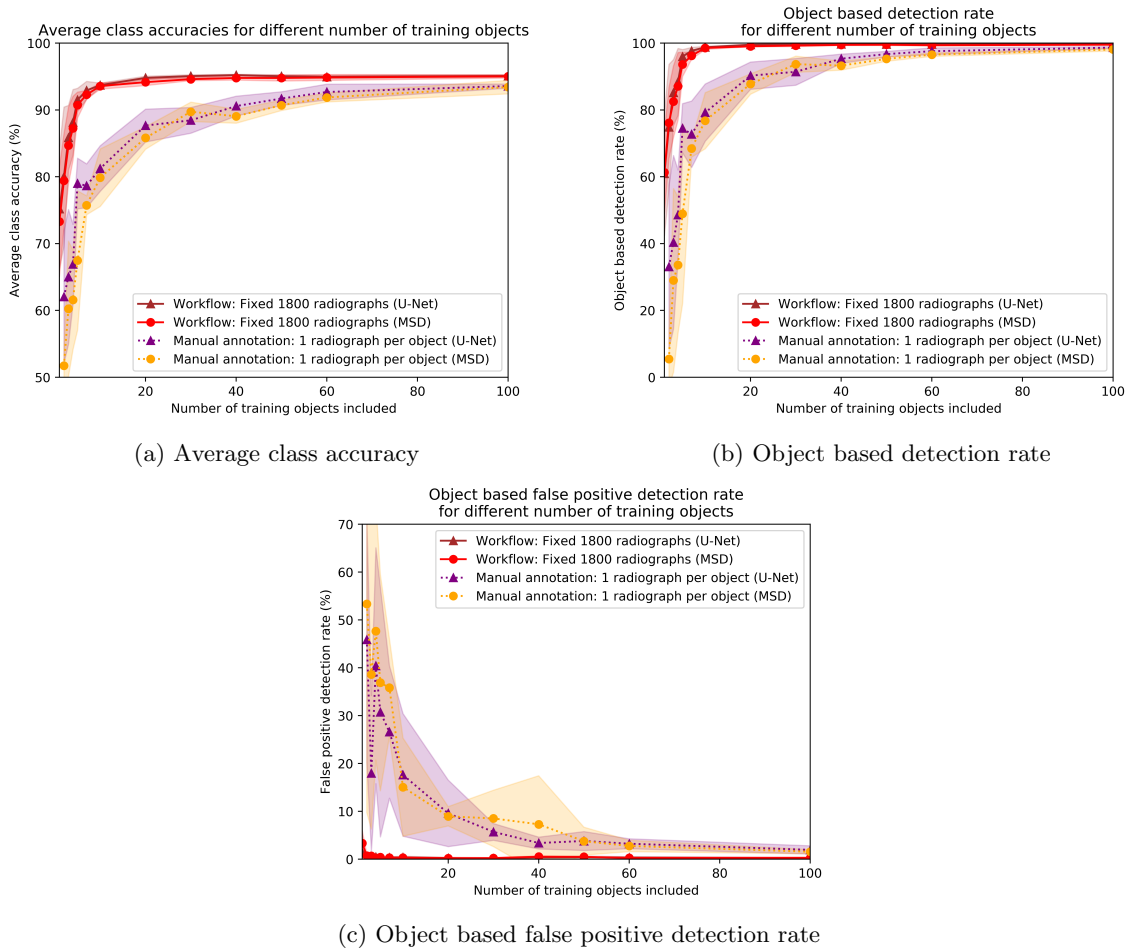 Average class accuracies for different number of training objects
100
90
80
70
60
50
Average class accuracy (%)
Workflow: Fixed 1800 radiographs (U-Net)
Workflow: Fixed 1800 radiographs (MSD)
Manual annotation: 1 radiograph per object (U-Net)
Manual annotation: 1 radiograph per object (MSD)
20 40 60 80 100
Number of training objects included
(a) Average class accuracy
Object based detection rate
for different number of training objects
100
80
60
40
20
0
Object based detection rate (%)
Workflow: Fixed 1800 radiographs (U-Net)
Workflow: Fixed 1800 radiographs (MSD)
Manual annotation: 1 radiograph per object (U-Net)
Manual annotation: 1 radiograph per object (MSD)
20 40 60 80 100
Number of training objects included
(b) Object based detection rate
Object based false positive detection rate
for different number of training objects
70
60
50
40
30
20
10
0
False positive detection rate (%)
Workflow: Fixed 1800 radiographs (U-Net)
Workflow: Fixed 1800 radiographs (MSD)
Manual annotation: 1 radiograph per object (U-Net)
Manual annotation: 1 radiograph per object (MSD)
20 40 60 80 100
Number of training objects included
(c) Object based false positive detection rate